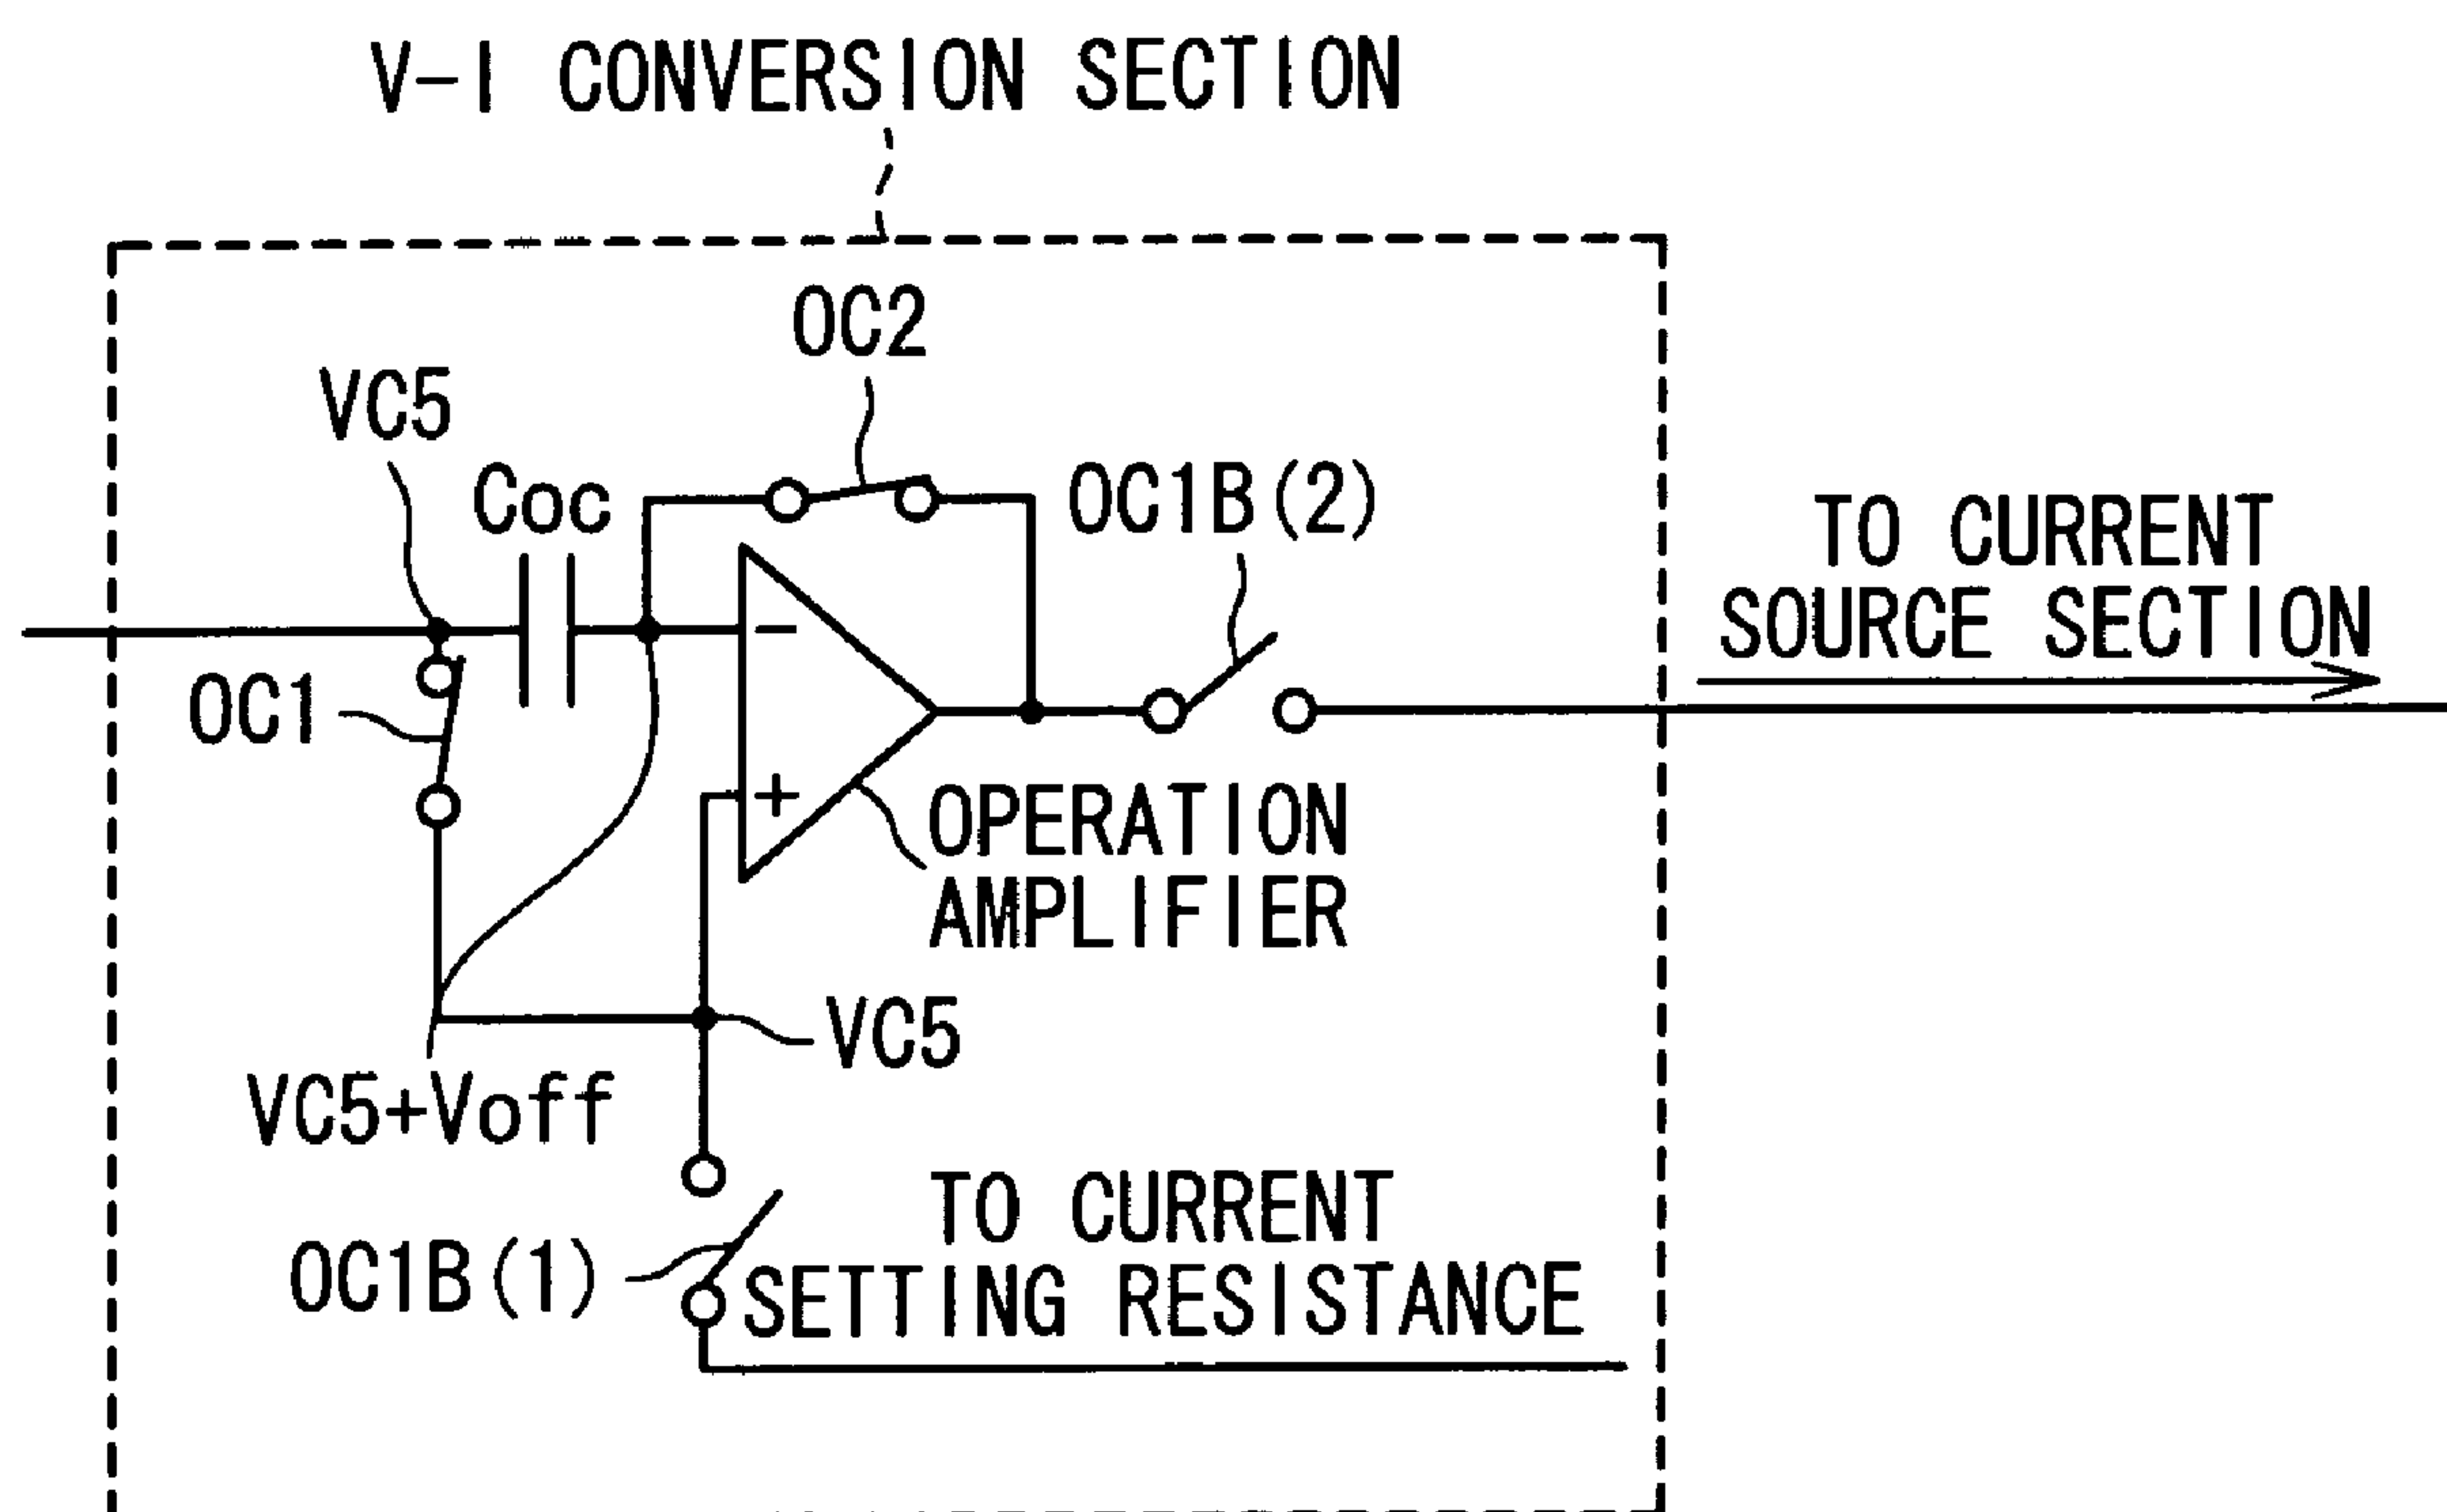 V-I CONVERSION SECTION
OC2
VC5
Coc
OC1B(2)
TO CURRENT
SOURCE SECTION
OC1
-
+
OPERATION
AMPLIFIER
VC5
VC5+Voff
TO CURRENT
SETTING RESISTANCE
OC1B(1)